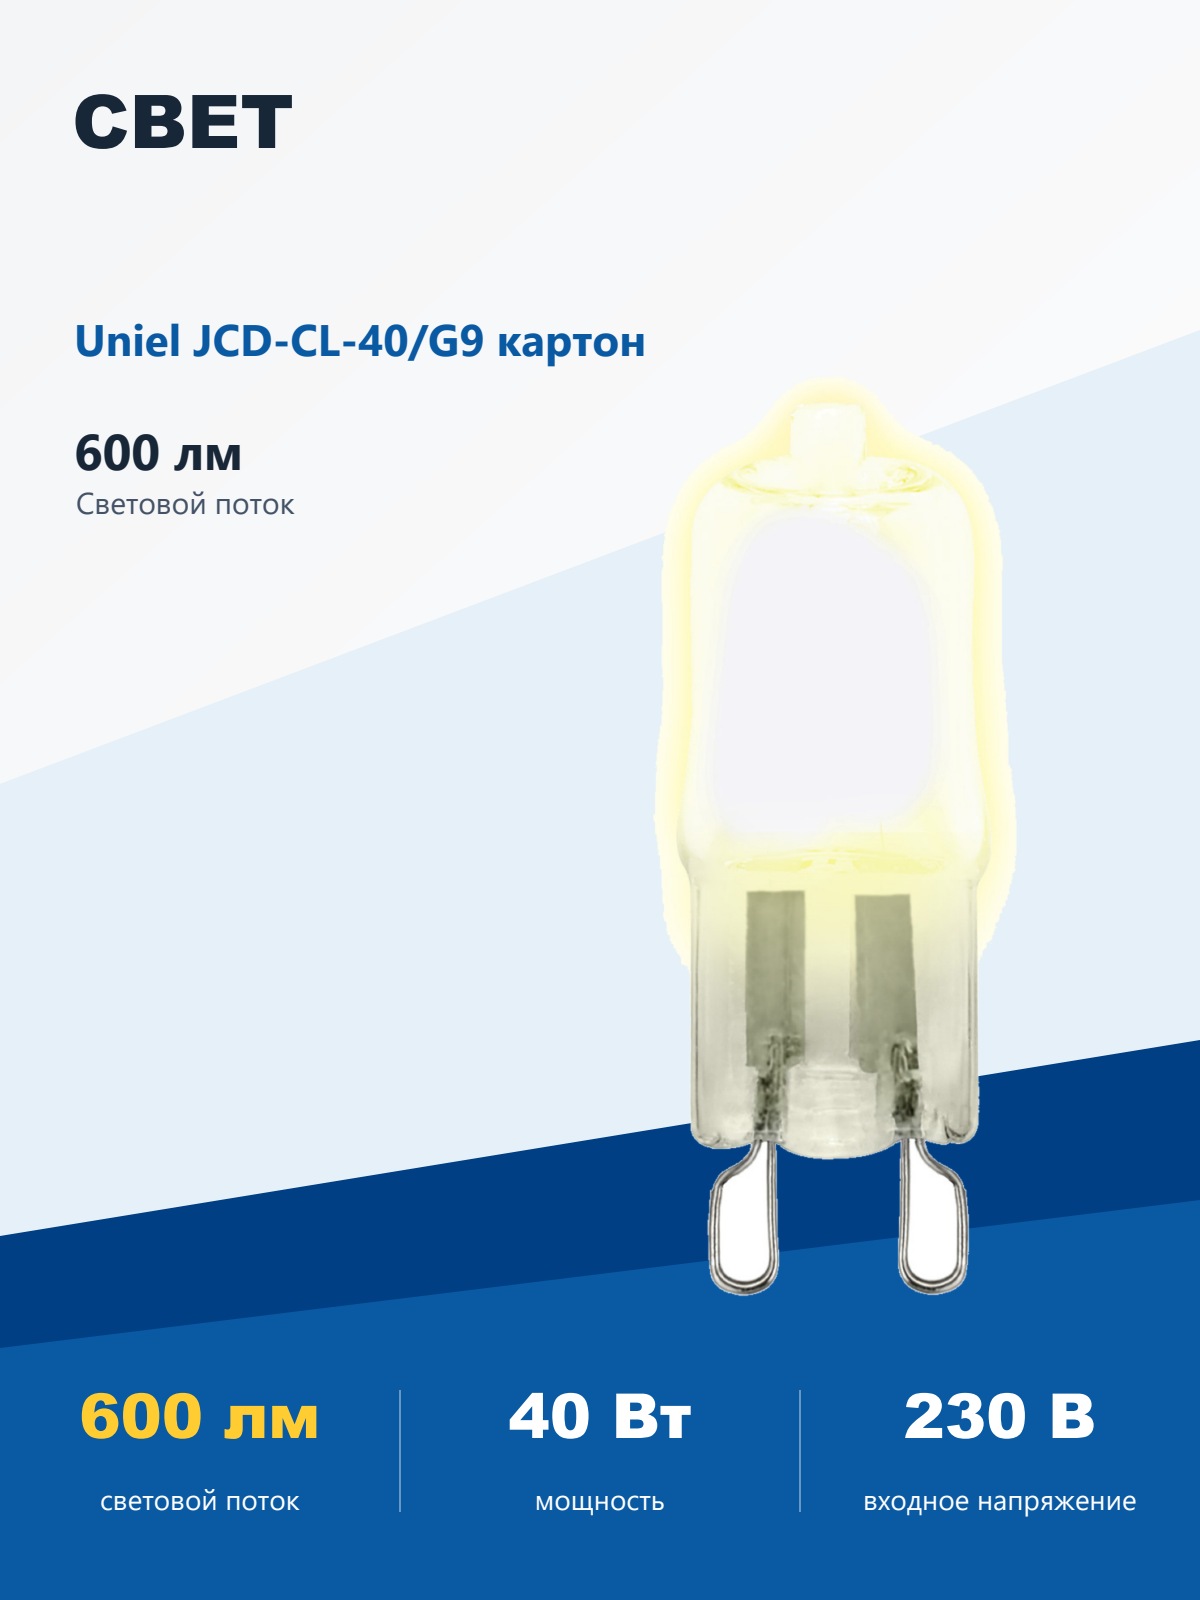 СВЕТ
Uniel JCD-CL-40/G9 картон
600 лм
Световой поток
600 лм
световой поток
40 Вт
мощность
230 В
входное напряжение